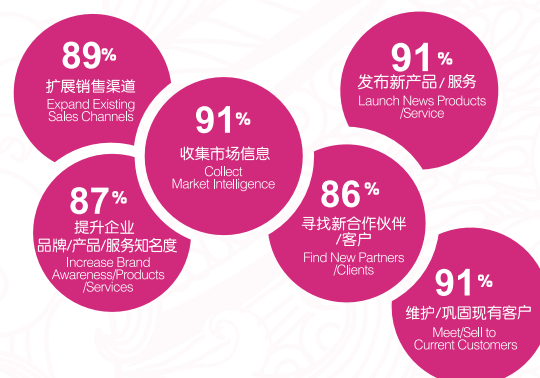 89%
扩展销售渠道
Expand Existing
Sales Channels
91%
收集市场信息
Collect
Market Intelligence
91%
发布新产品/服务
Launch News Products
/Service
87%
提升企业
品牌/产品/服务知名度
Increase Brand
Awareness/Products
/Services
86%
寻找新合作伙伴
/客户
Find New Partners
/Clients
91%
维护/巩固现有客户
Meet/Sell to
Current Customers